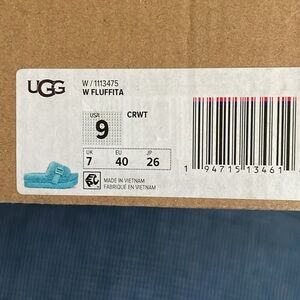 UGG
W / 1113475
W FLUFFITA
USA
9
CRWT
UK
7
EU
40
JP
26
MADE IN VIETNAM
FABRIQUÉ EN VIETNAM
1 94715 13461